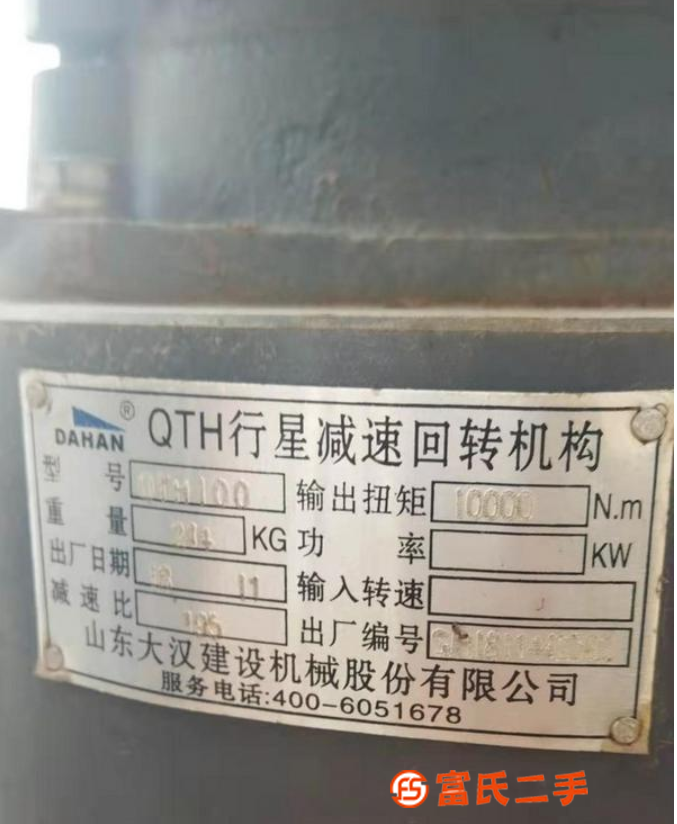 DAHAN ® QTH行星减速回转机构
型号 输出扭矩 10000 N.m
重量 KG 功率 KW
出厂日期 11 输入转速
减速比 195 出厂编号
山东大汉建设机械股份有限公司
服务电话:400-6051678
FS 富氏二手